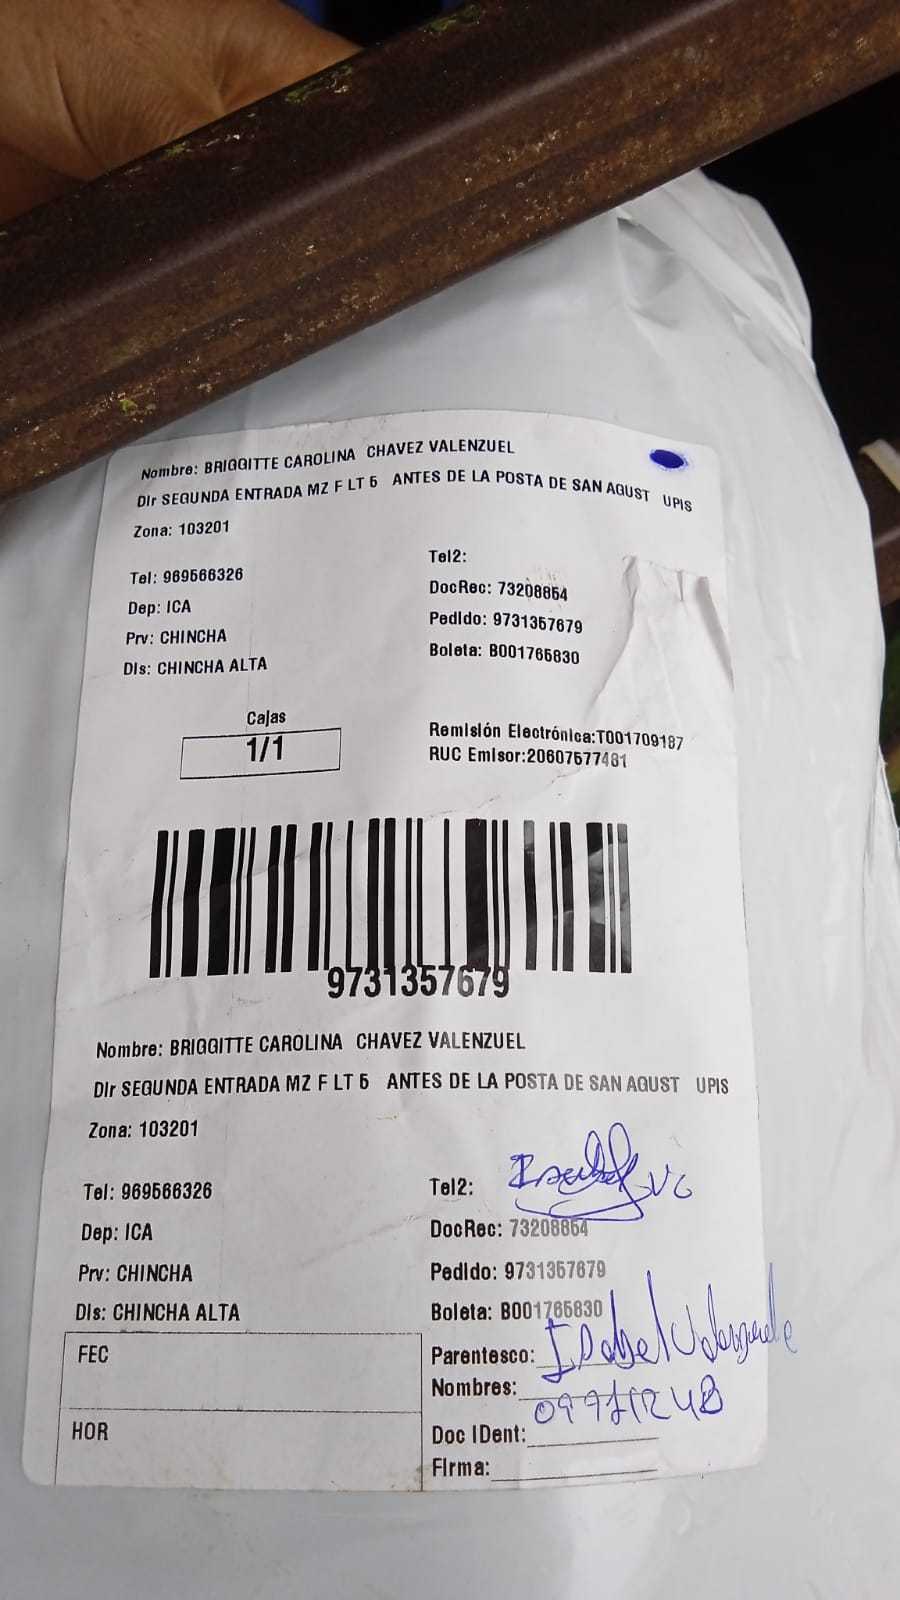 Nombre: BRIGGITTE CAROLINA CHAVEZ VALENZUEL
Dir SEGUNDA ENTRADA MZ F LT 5 ANTES DE LA POSTA DE SAN AGUST UPIS
Zona: 103201
Tel: 969566326
Tel2:
Dep: ICA
DocRec: 73208854
Prv: CHINCHA
Pedido: 9731357679
Dis: CHINCHA ALTA
Boleta: B001765830
Cajas
1/1
Remisión Electrónica:T001709187
RUC Emisor:20607577481
9731357679
Nombre: BRIGGITTE CAROLINA CHAVEZ VALENZUEL
Dir SEGUNDA ENTRADA MZ F LT 5 ANTES DE LA POSTA DE SAN AGUST UPIS
Zona: 103201
Tel: 969566326
Tel2:
Dep: ICA
DocRec: 73208854
Prv: CHINCHA
Pedido: 9731357679
Dis: CHINCHA ALTA
Boleta: B001765830
FEC
Parentesco: Isabel Valenzuela
Nombres:
HOR
Doc IDent:
Firma: